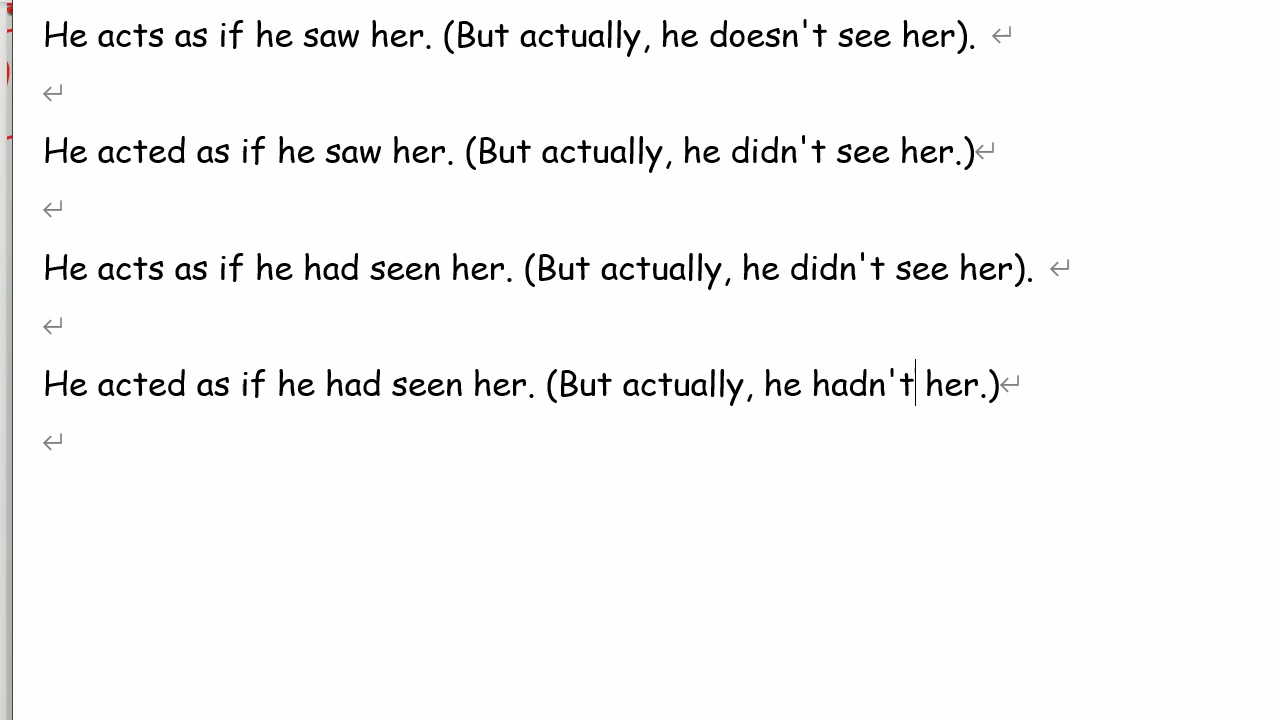 He acts as if he saw her. (But actually, he doesn't see her).
He acted as if he saw her. (But actually, he didn't see her.)
He acts as if he had seen her. (But actually, he didn't see her).
He acted as if he had seen her. (But actually, he hadn't her.)